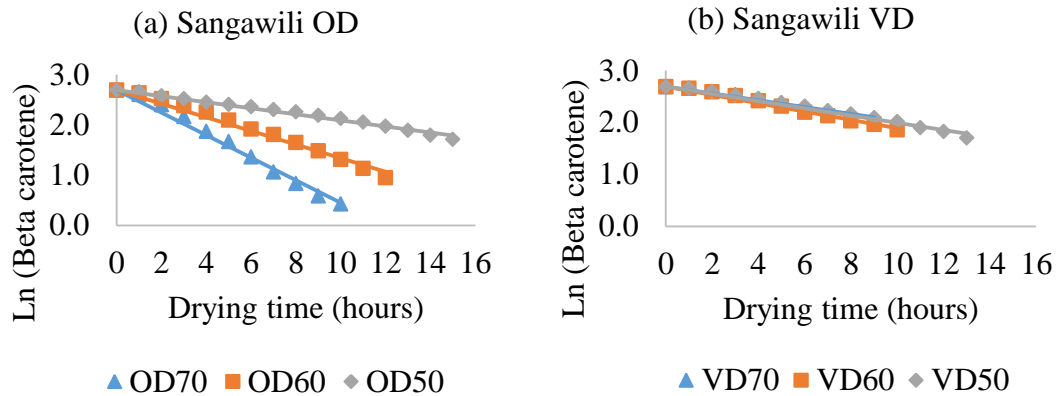 (a) Sangawili OD
Ln (Beta carotene)
3.0
2.0
1.0
0.0
0 2 4 6 8 10 12 14 16
Drying time (hours)
OD70 OD60 OD50
(b) Sangawili VD
Ln (Beta carotene)
3.0
2.0
1.0
0.0
0 2 4 6 8 10 12 14 16
Drying time (hours)
VD70 VD60 VD50